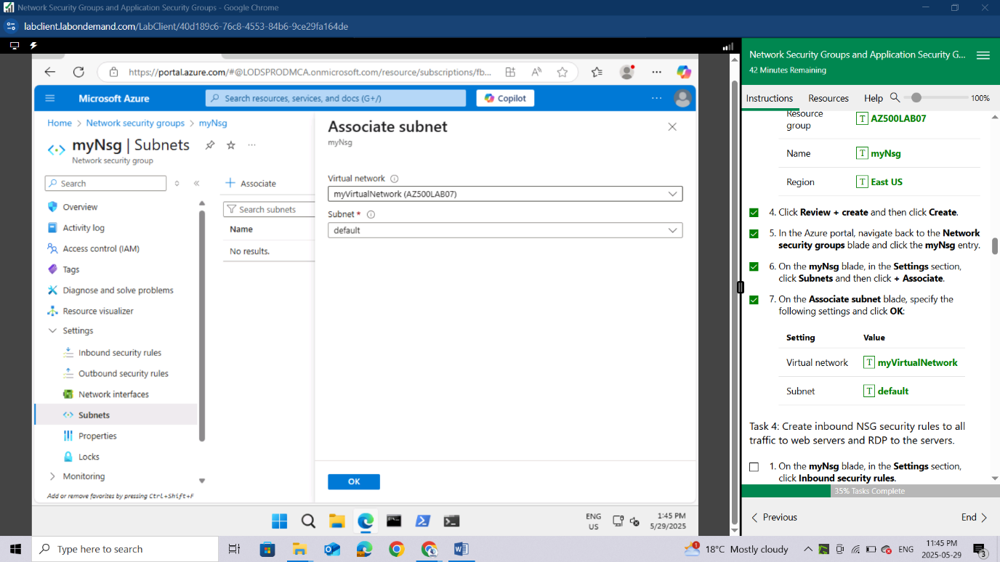 Network Security Groups and Application Security Groups - Google Chrome
labclient.labondemand.com/LabClient/40d189c6-76c8-4553-84b6-9ce29fa164de
https://portal.azure.com/#@LODSPRODMCA.onmicrosoft.com/resource/subscriptions/fb...
Microsoft Azure
Search resources, services, and docs (G+/)
Copilot
Home > Network security groups > myNsg
myNsg | Subnets
Network security group
Search
Overview
Activity log
Access control (IAM)
Tags
Diagnose and solve problems
Resource visualizer
Settings
Inbound security rules
Outbound security rules
Network interfaces
Subnets
Properties
Locks
Monitoring
Add or remove favorites by pressing Ctrl+Shift+F
Associate
Search subnets
Name
No results.
Associate subnet
myNsg
Virtual network
myVirtualNetwork (AZ500LAB07)
Subnet *
default
OK
ENG
US
1:45 PM
5/29/2025
Network Security Groups and Application Security G...
42 Minutes Remaining
Instructions Resources Help 100%
Resource group T AZ500LAB07
Name T myNsg
Region T East US
4. Click Review + create and then click Create.
5. In the Azure portal, navigate back to the Network
security groups blade and click the myNsg entry.
6. On the myNsg blade, in the Settings section,
click Subnets and then click + Associate.
7. On the Associate subnet blade, specify the
following settings and click OK:
Setting Value
Virtual network T myVirtualNetwork
Subnet T default
Task 4: Create inbound NSG security rules to all
traffic to web servers and RDP to the servers.
1. On the myNsg blade, in the Settings section,
click Inbound security rules.
35% Tasks Complete
Previous
End
Type here to search
1
18°C Mostly cloudy
ENG
11:45 PM
2025-05-29
3